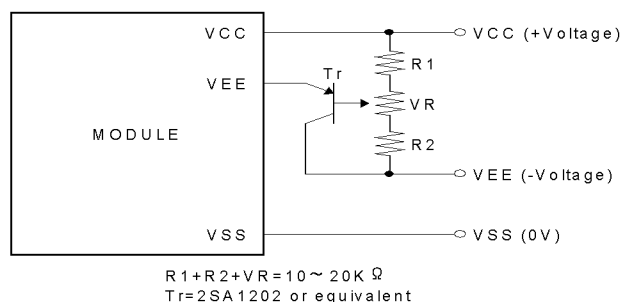 VCC
VCC (+Voltage)
R1
Tr
VEE
VR
MODULE
R2
VEE (-Voltage)
VSS
VSS (0V)
R1+R2+VR=10~20KΩ
Tr=2SA1202 or equivalent